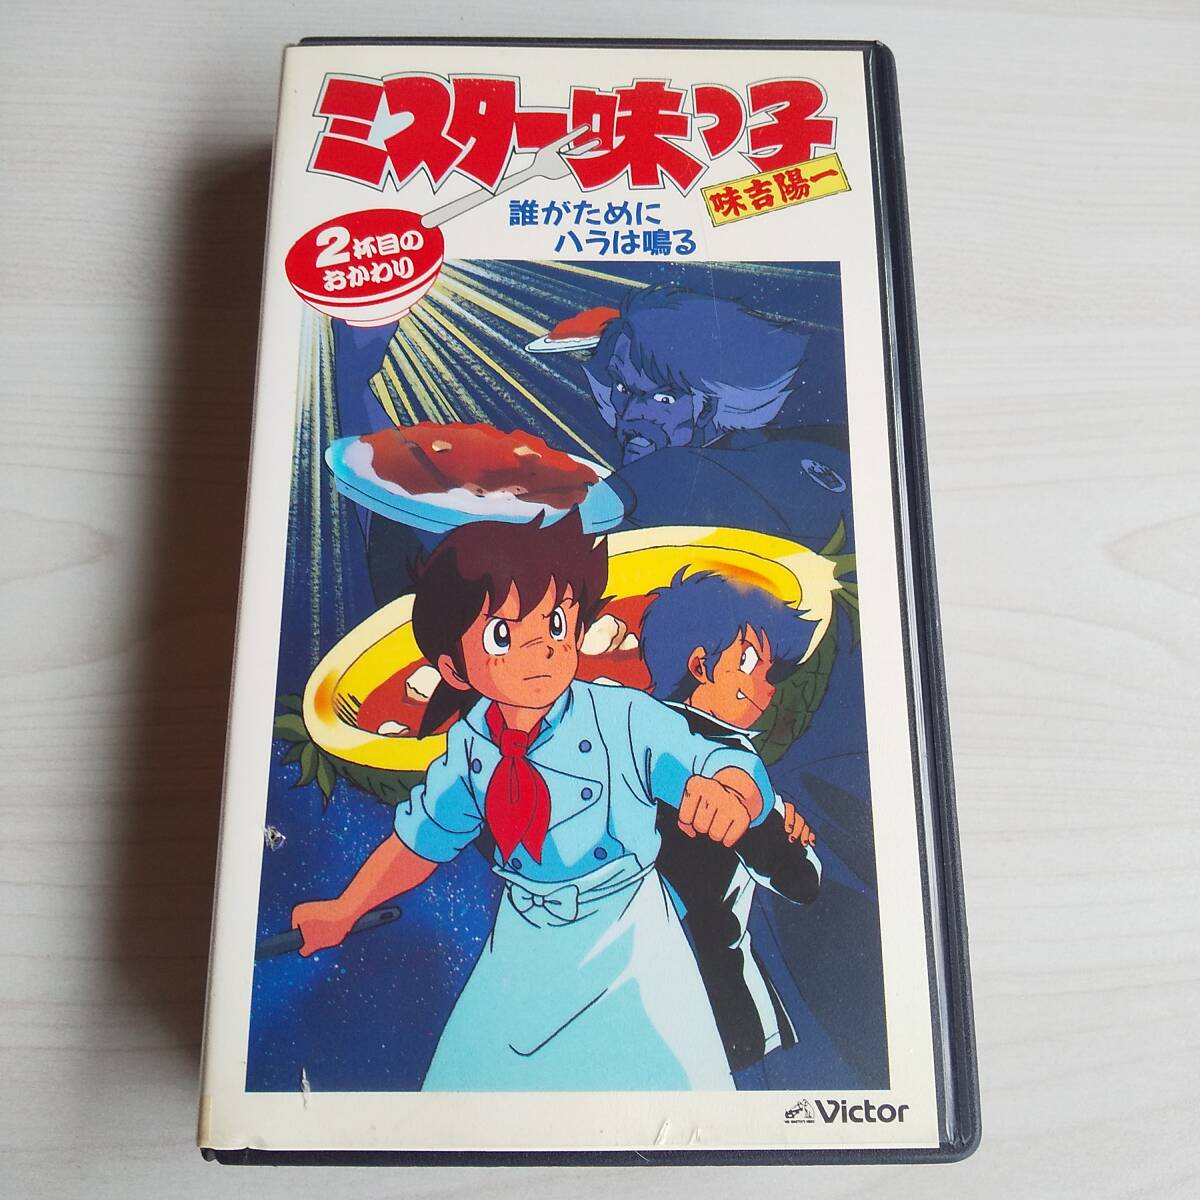 ミスター味っ子
味吉陽一
誰がために
ハラは鳴る
2杯目の
おかわり
Victor